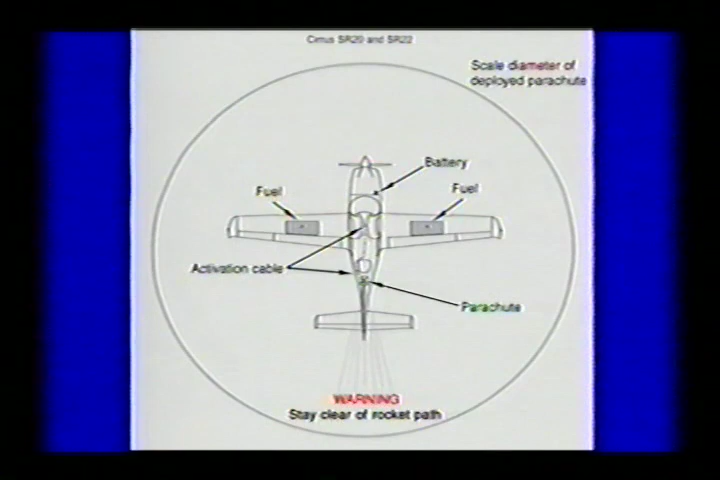 Cirrus SR20 and SR22
Scale diameter of
deployed parachute
Battery
Fuel
Fuel
Activation cable
Parachute
WARNING
Stay clear of rocket path